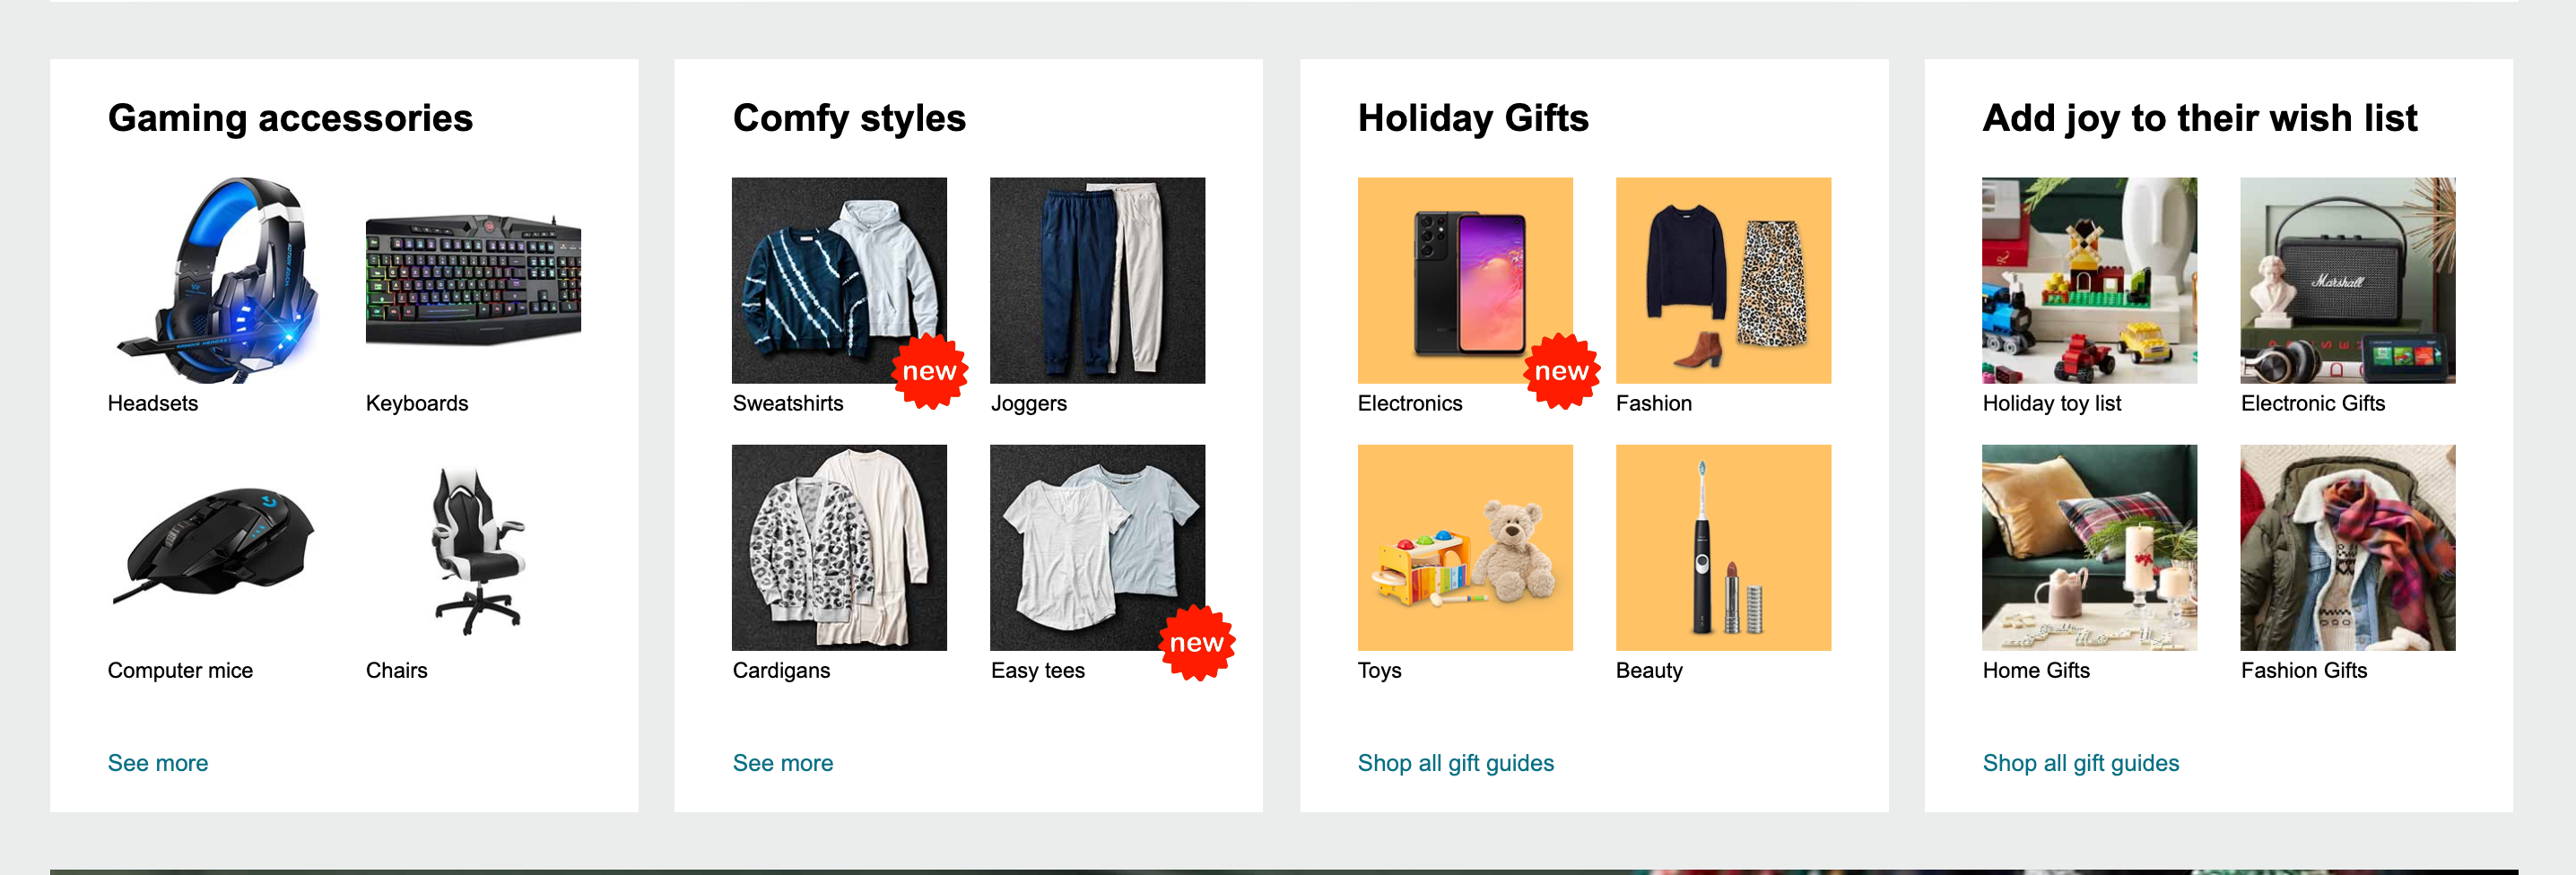 Gaming accessories
Headsets
Keyboards
Computer mice
Chairs
See more
Comfy styles
new
Sweatshirts
Joggers
new
Cardigans
Easy tees
See more
Holiday Gifts
new
Electronics
Fashion
Toys
Beauty
Shop all gift guides
Add joy to their wish list
Marshall
Holiday toy list
Electronic Gifts
Home Gifts
Fashion Gifts
Shop all gift guides